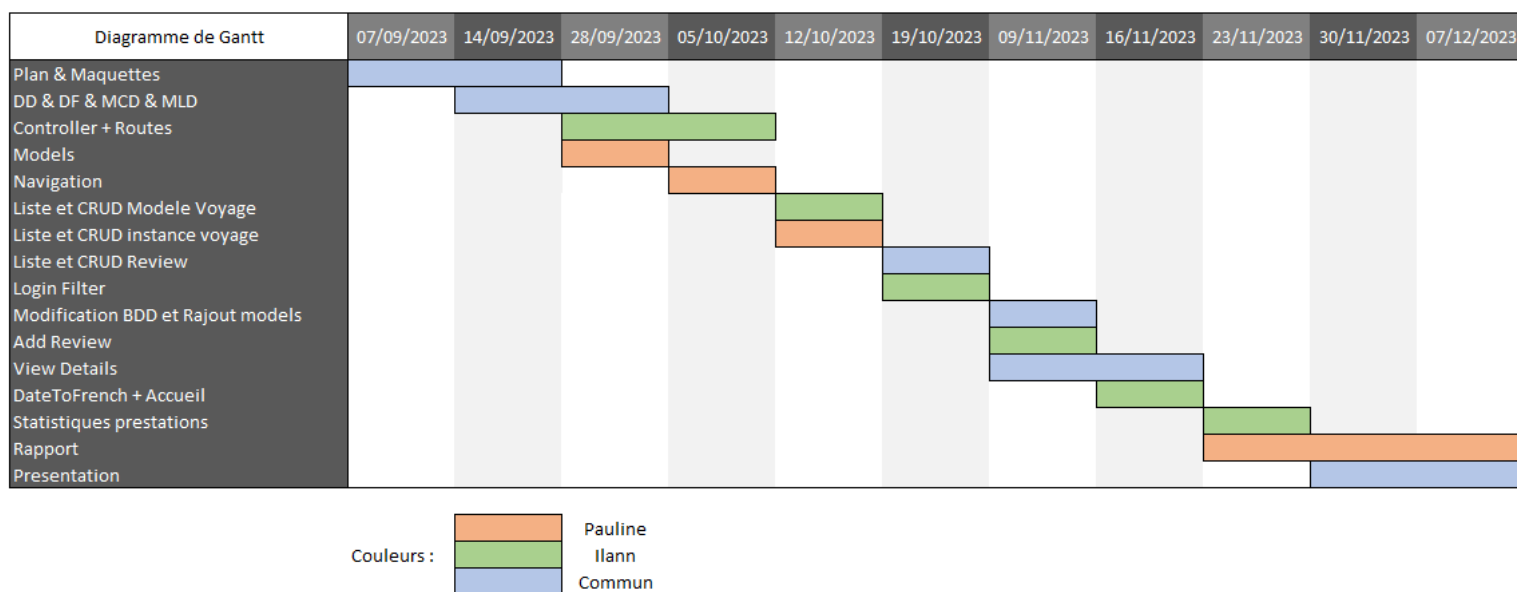 Diagramme de Gantt 07/09/2023 14/09/2023 28/09/2023 05/10/2023 12/10/2023 19/10/2023 09/11/2023 16/11/2023 23/11/2023 30/11/2023 07/12/2023
Plan & Maquettes
DD & DF & MCD & MLD
Controller + Routes
Models
Navigation
Liste et CRUD Modele Voyage
Liste et CRUD instance voyage
Liste et CRUD Review
Login Filter
Modification BDD et Rajout models
Add Review
View Details
DateToFrench + Accueil
Statistiques prestations
Rapport
Presentation
Pauline
Couleurs : Ilann
Commun